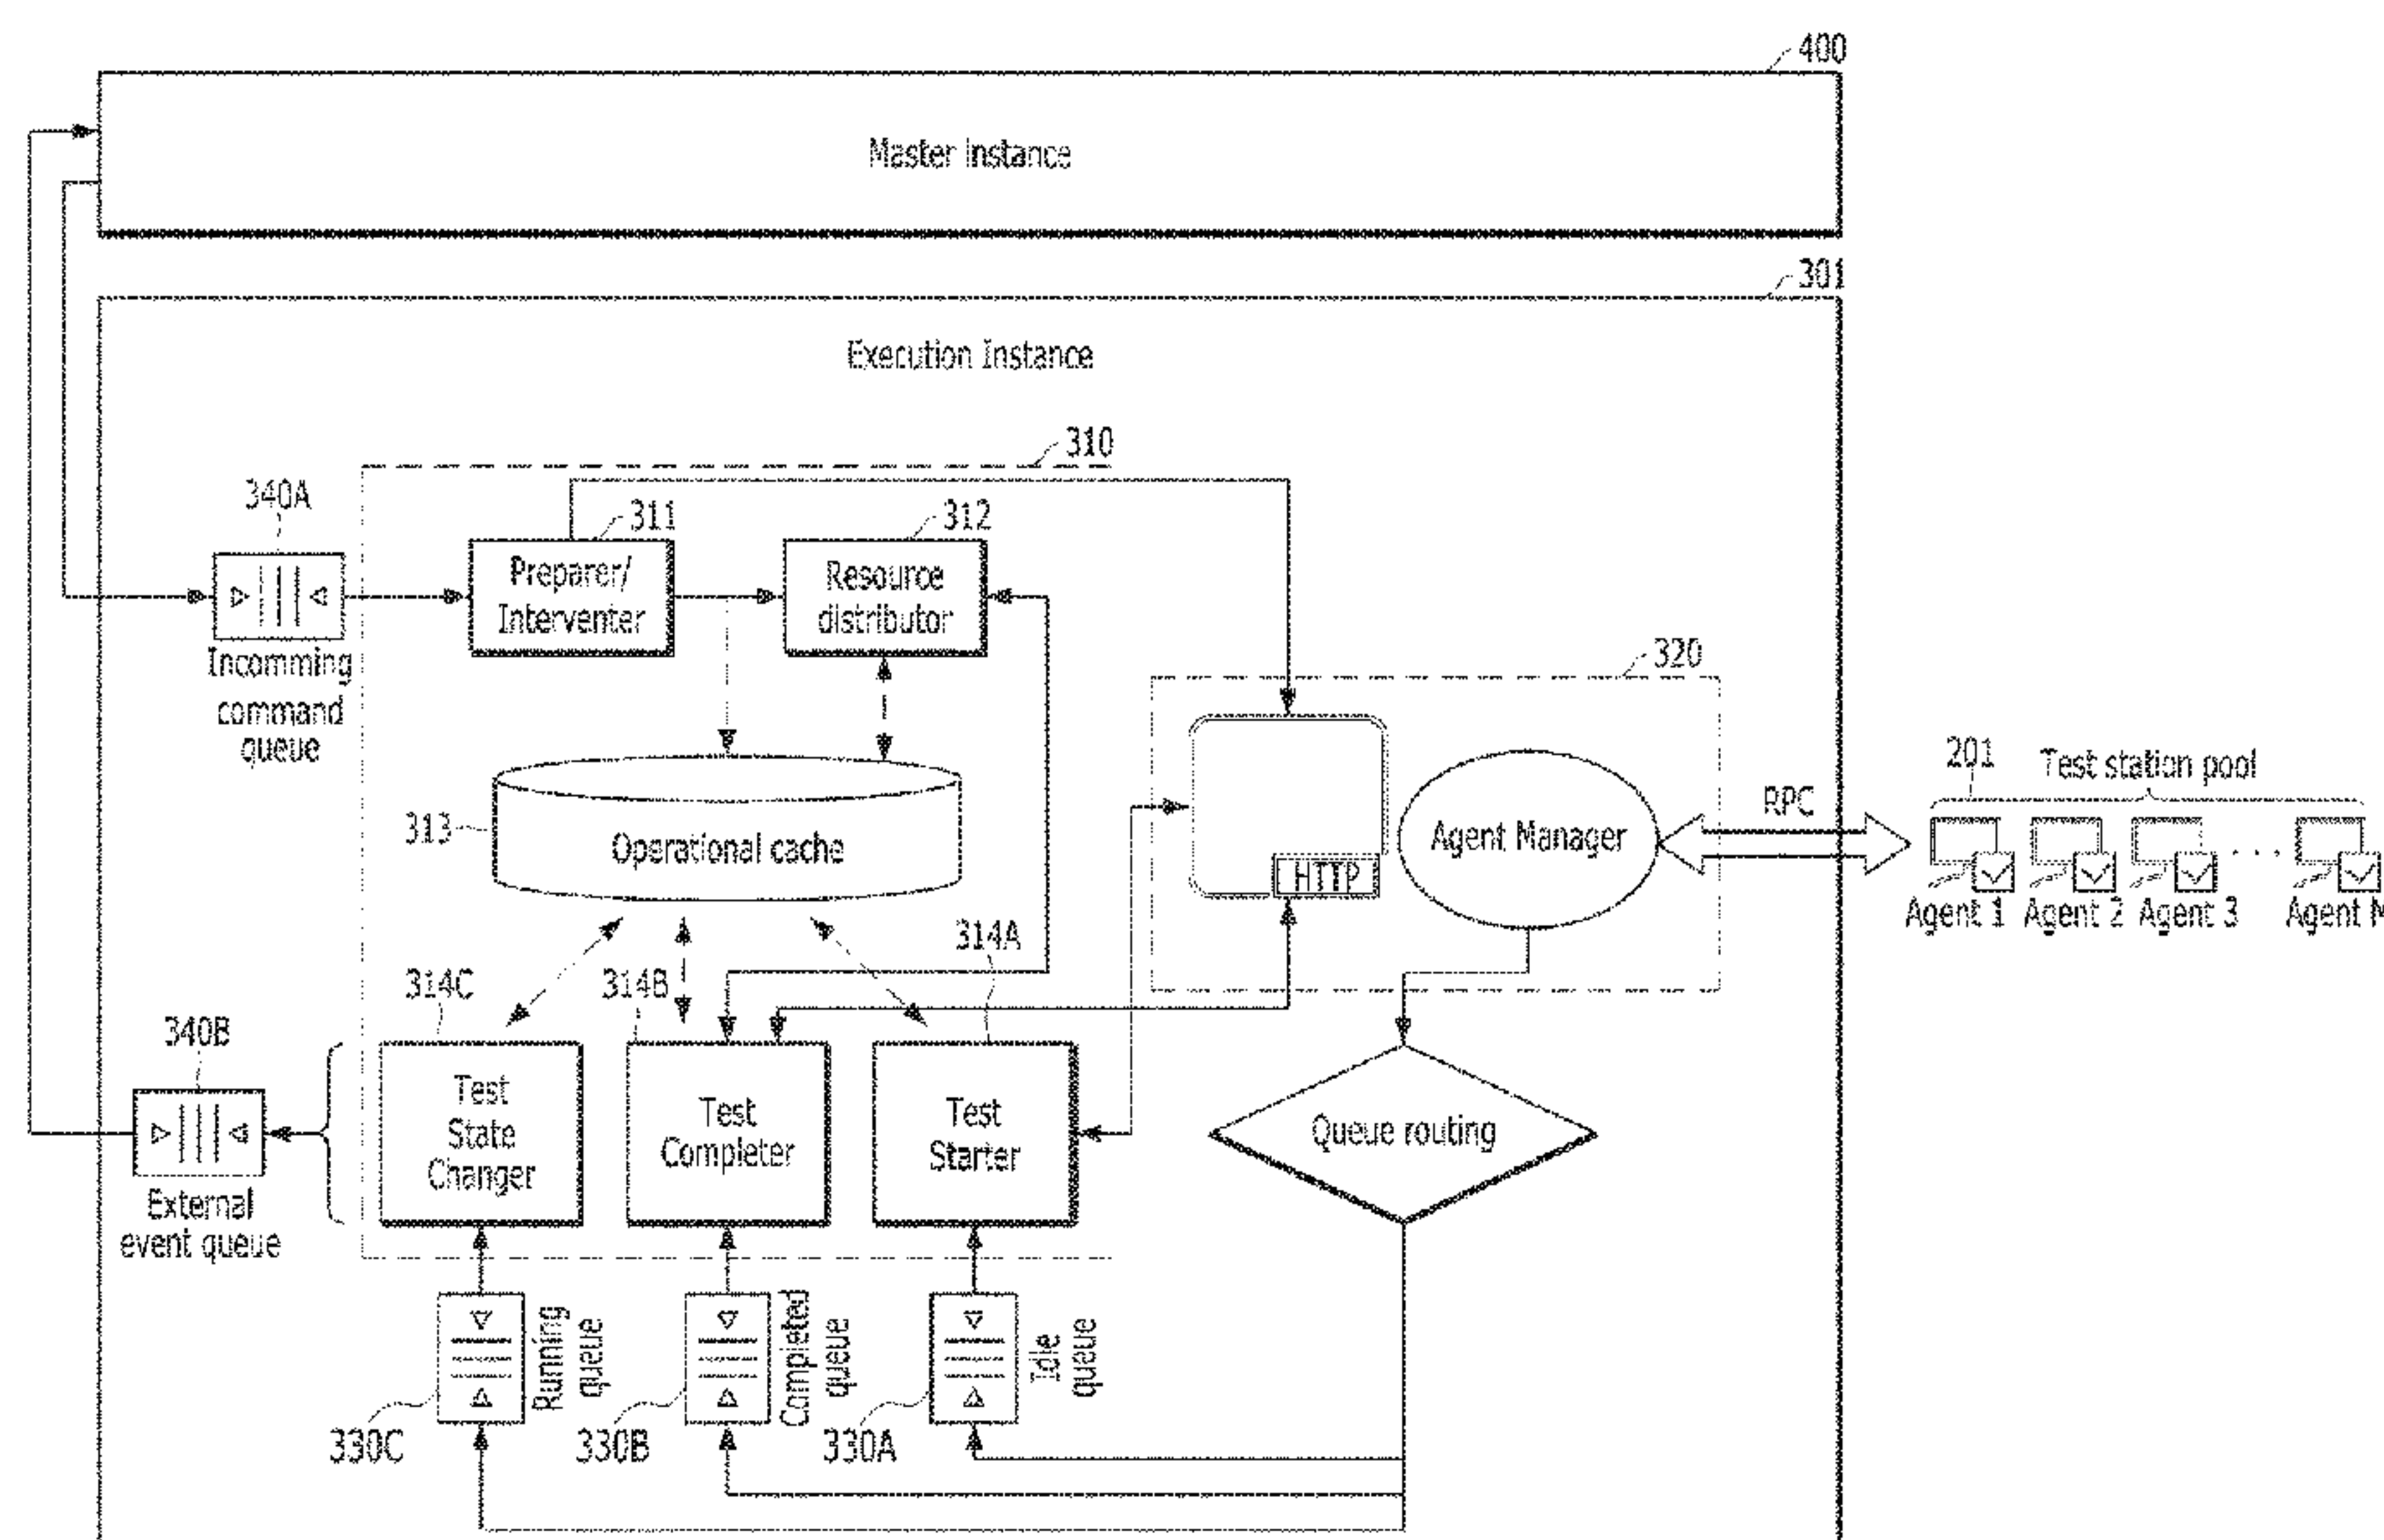 400
Master instance
301
Execution Instance
310
340A
311
312
Preparer/
Interventer
Resource
distributor
Incomming
command
queue
320
201
Test station pool
RPC
313
Operational cache
Agent Manager
HTTP
Agent 1
Agent 2
Agent 3
Agent M
314A
314C
314B
340B
Test
State
Changer
Test
Completer
Test
Starter
Queue routing
External
event queue
Running
queue
Completed
queue
Idle
queue
330C
330B
330A